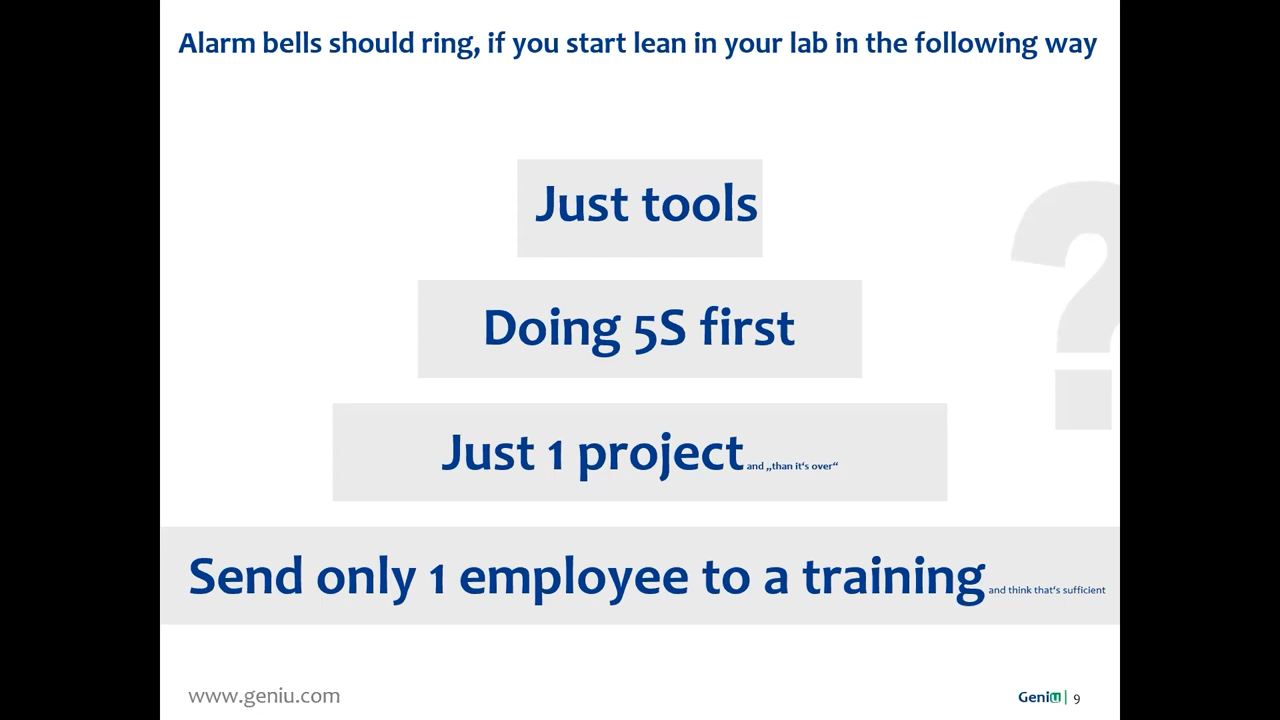 Alarm bells should ring, if you start lean in your lab in the following way
Just tools
Doing 5S first
Just 1 project and „than it‘s over“
Send only 1 employee to a training and think that‘s sufficient
?
www.geniu.com
Geniu | 9